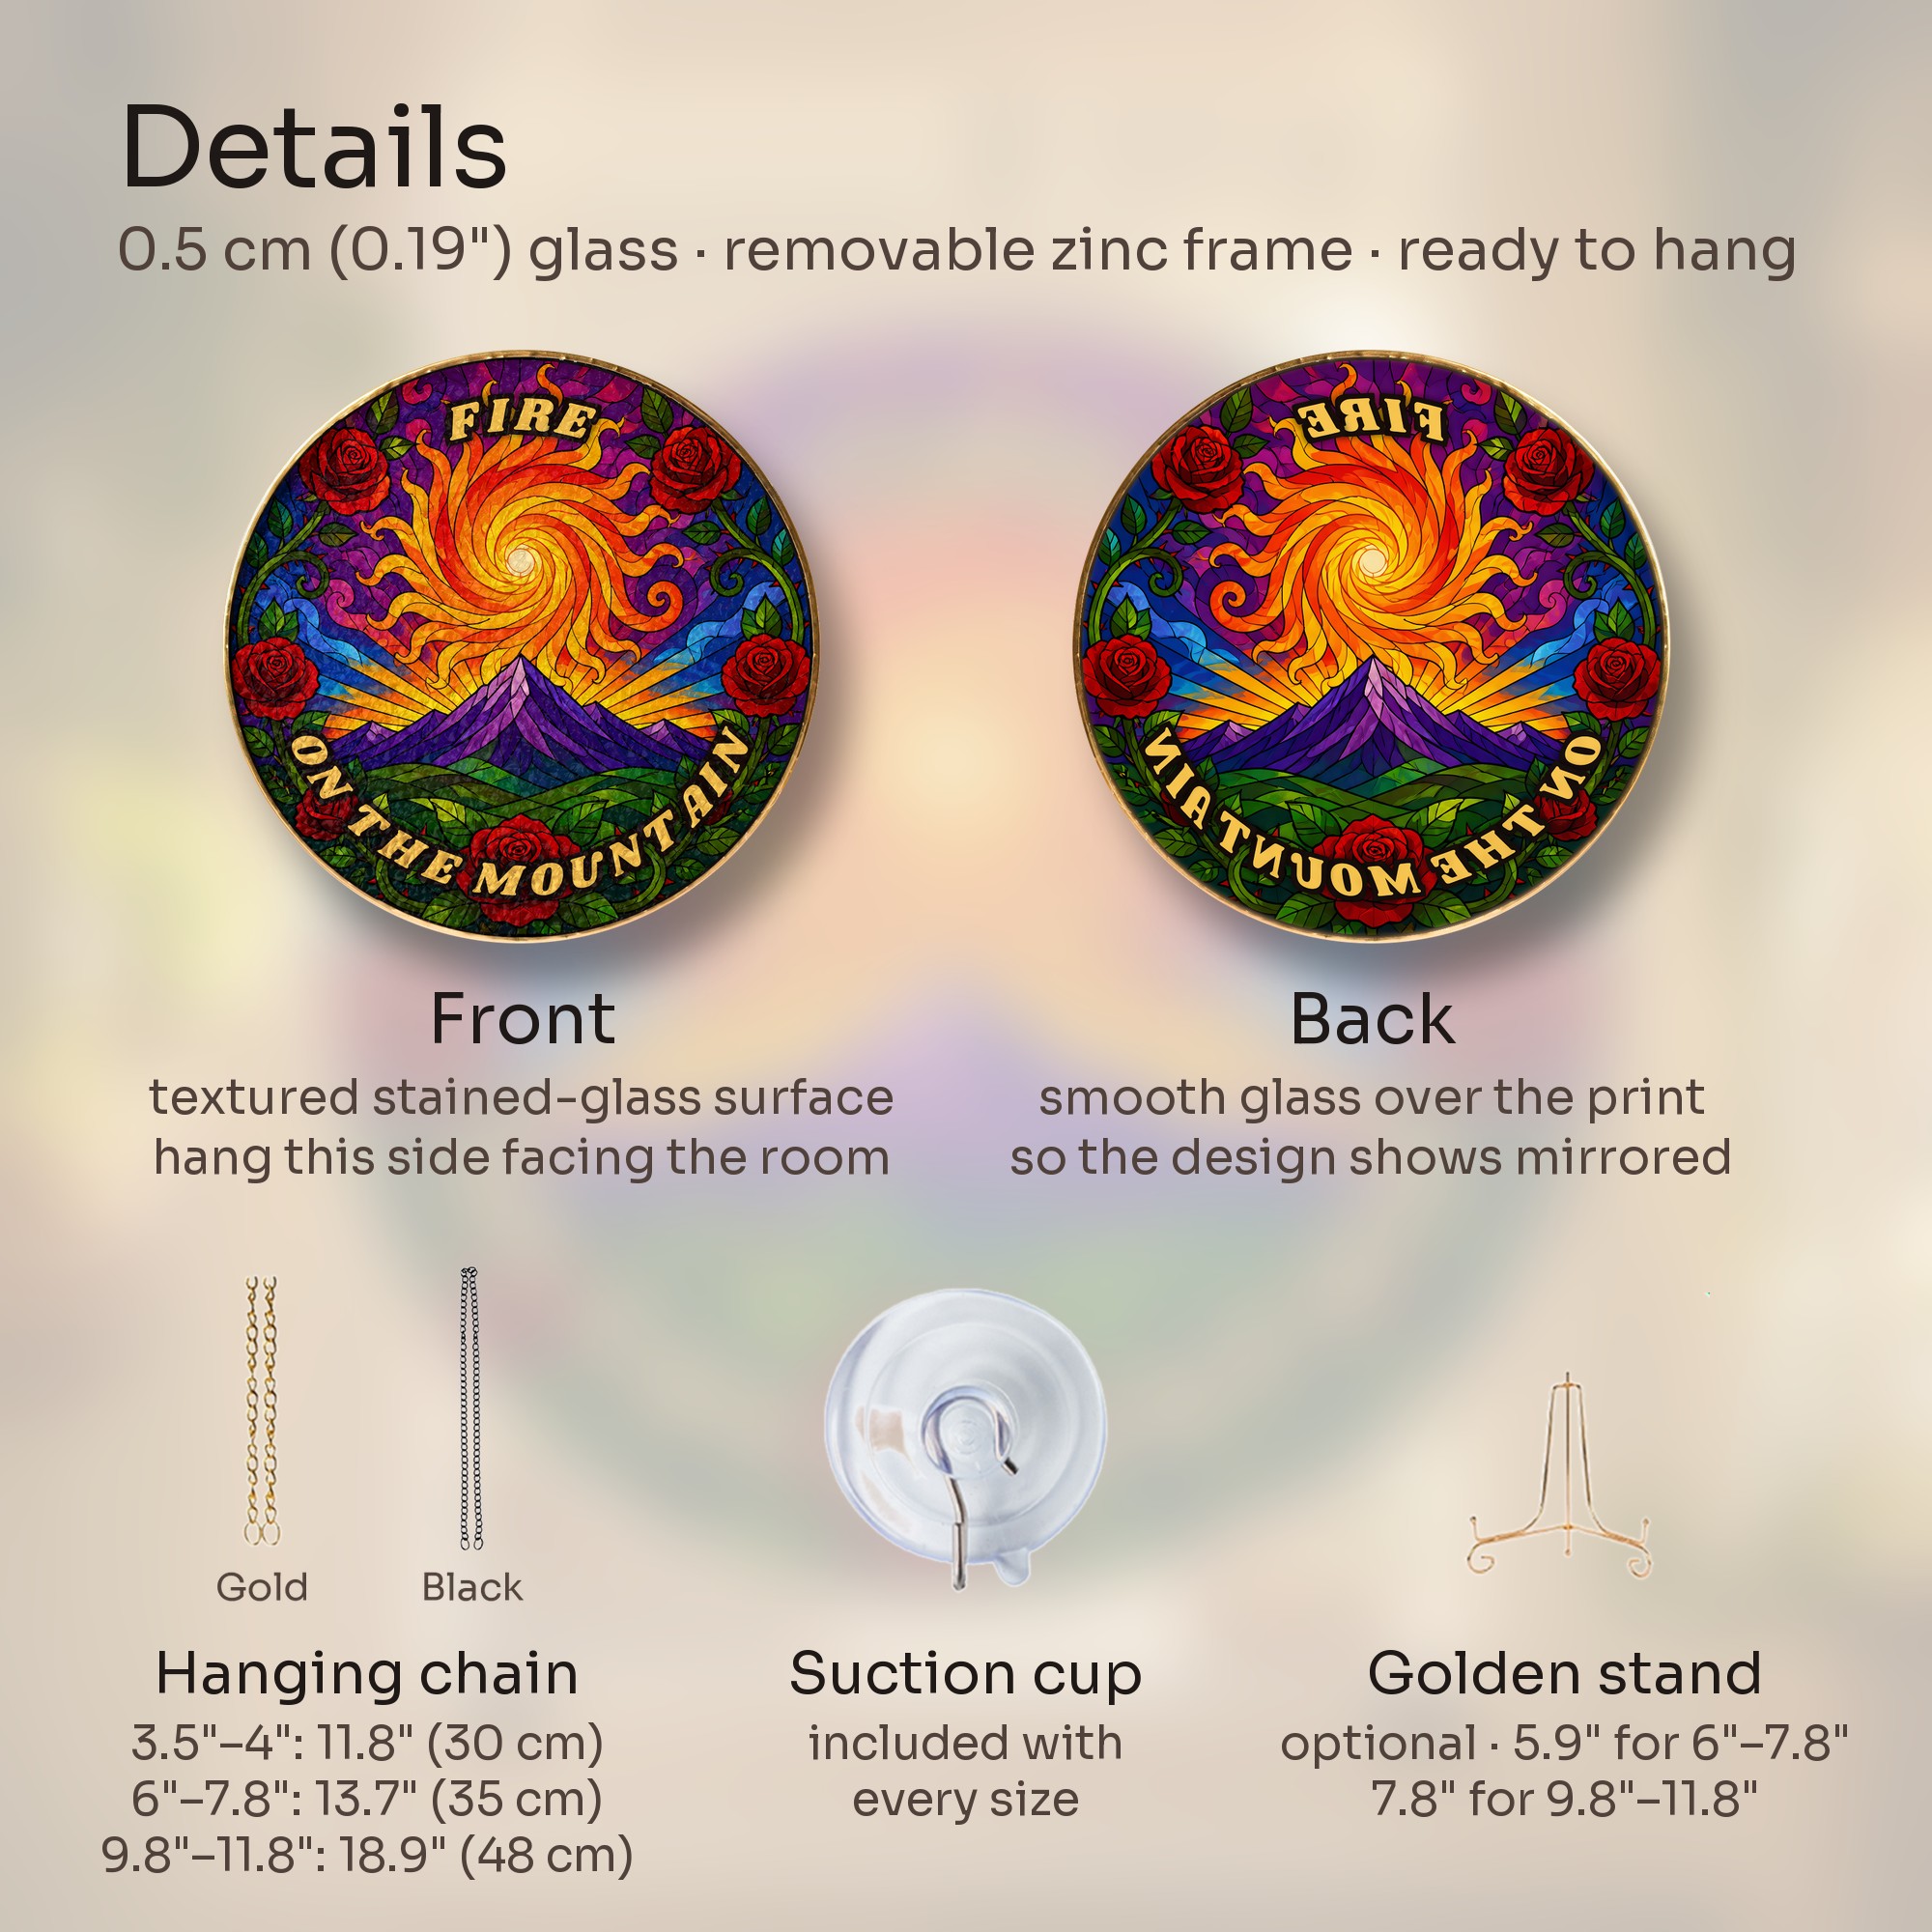 Details
0.5 cm (0.19") glass · removable zinc frame · ready to hang
FIRE
ON THE MOUNTAIN
FIRE
ON THE MOUNTAIN
Front
textured stained-glass surface
hang this side facing the room
Back
smooth glass over the print
so the design shows mirrored
Gold
Black
Hanging chain
3.5"–4": 11.8" (30 cm)
6"–7.8": 13.7" (35 cm)
9.8"–11.8": 18.9" (48 cm)
Suction cup
included with
every size
Golden stand
optional · 5.9" for 6"–7.8"
7.8" for 9.8"–11.8"